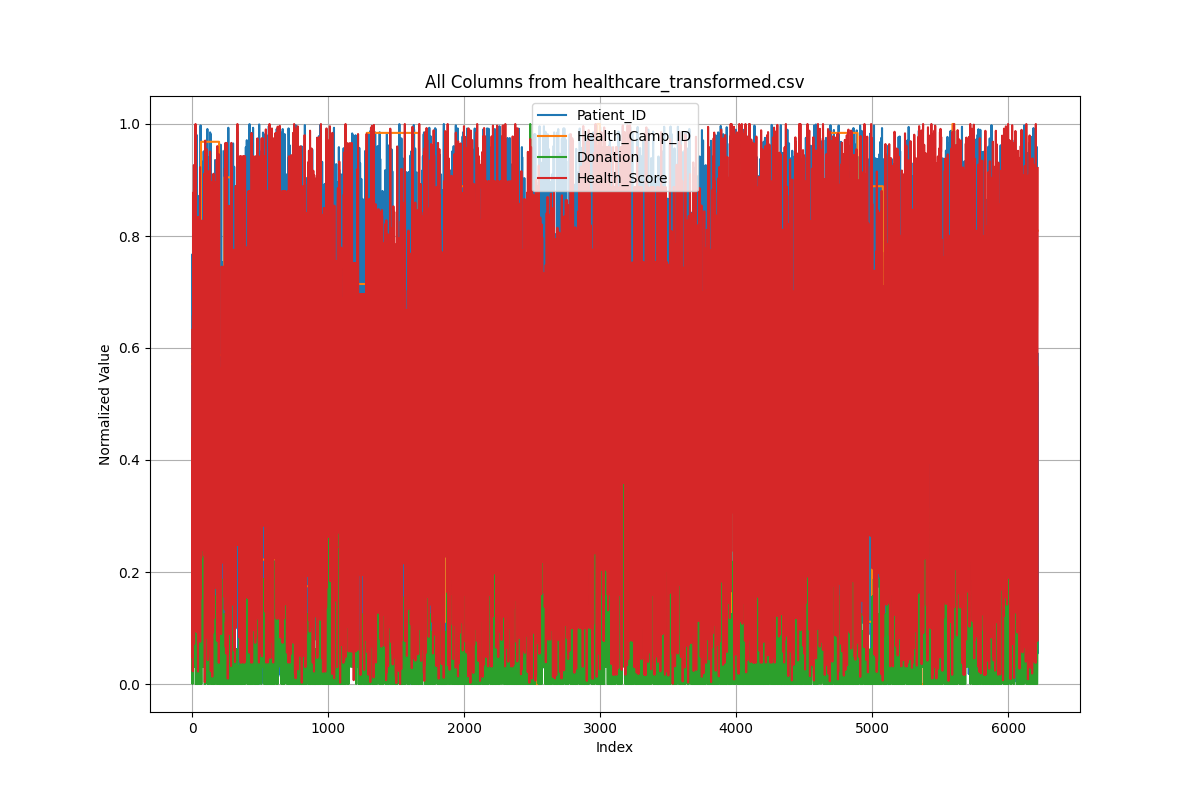 All Columns from healthcare_transformed.csv
Patient_ID
Health_Camp_ID
Donation
Health_Score
1.0
0.8
0.6
0.4
0.2
0.0
Normalized Value
0 1000 2000 3000 4000 5000 6000
Index